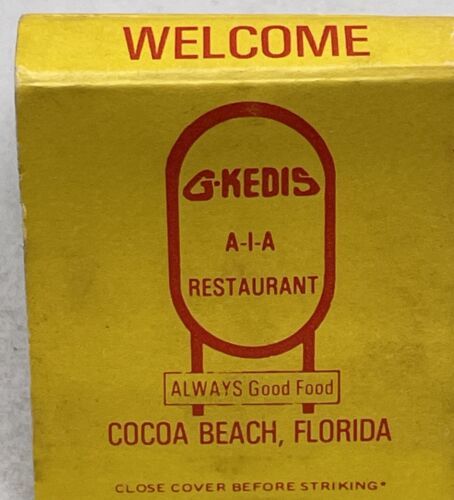 WELCOME
G·KEDIS
A-I-A
RESTAURANT
ALWAYS Good Food
COCOA BEACH, FLORIDA
CLOSE COVER BEFORE STRIKING*